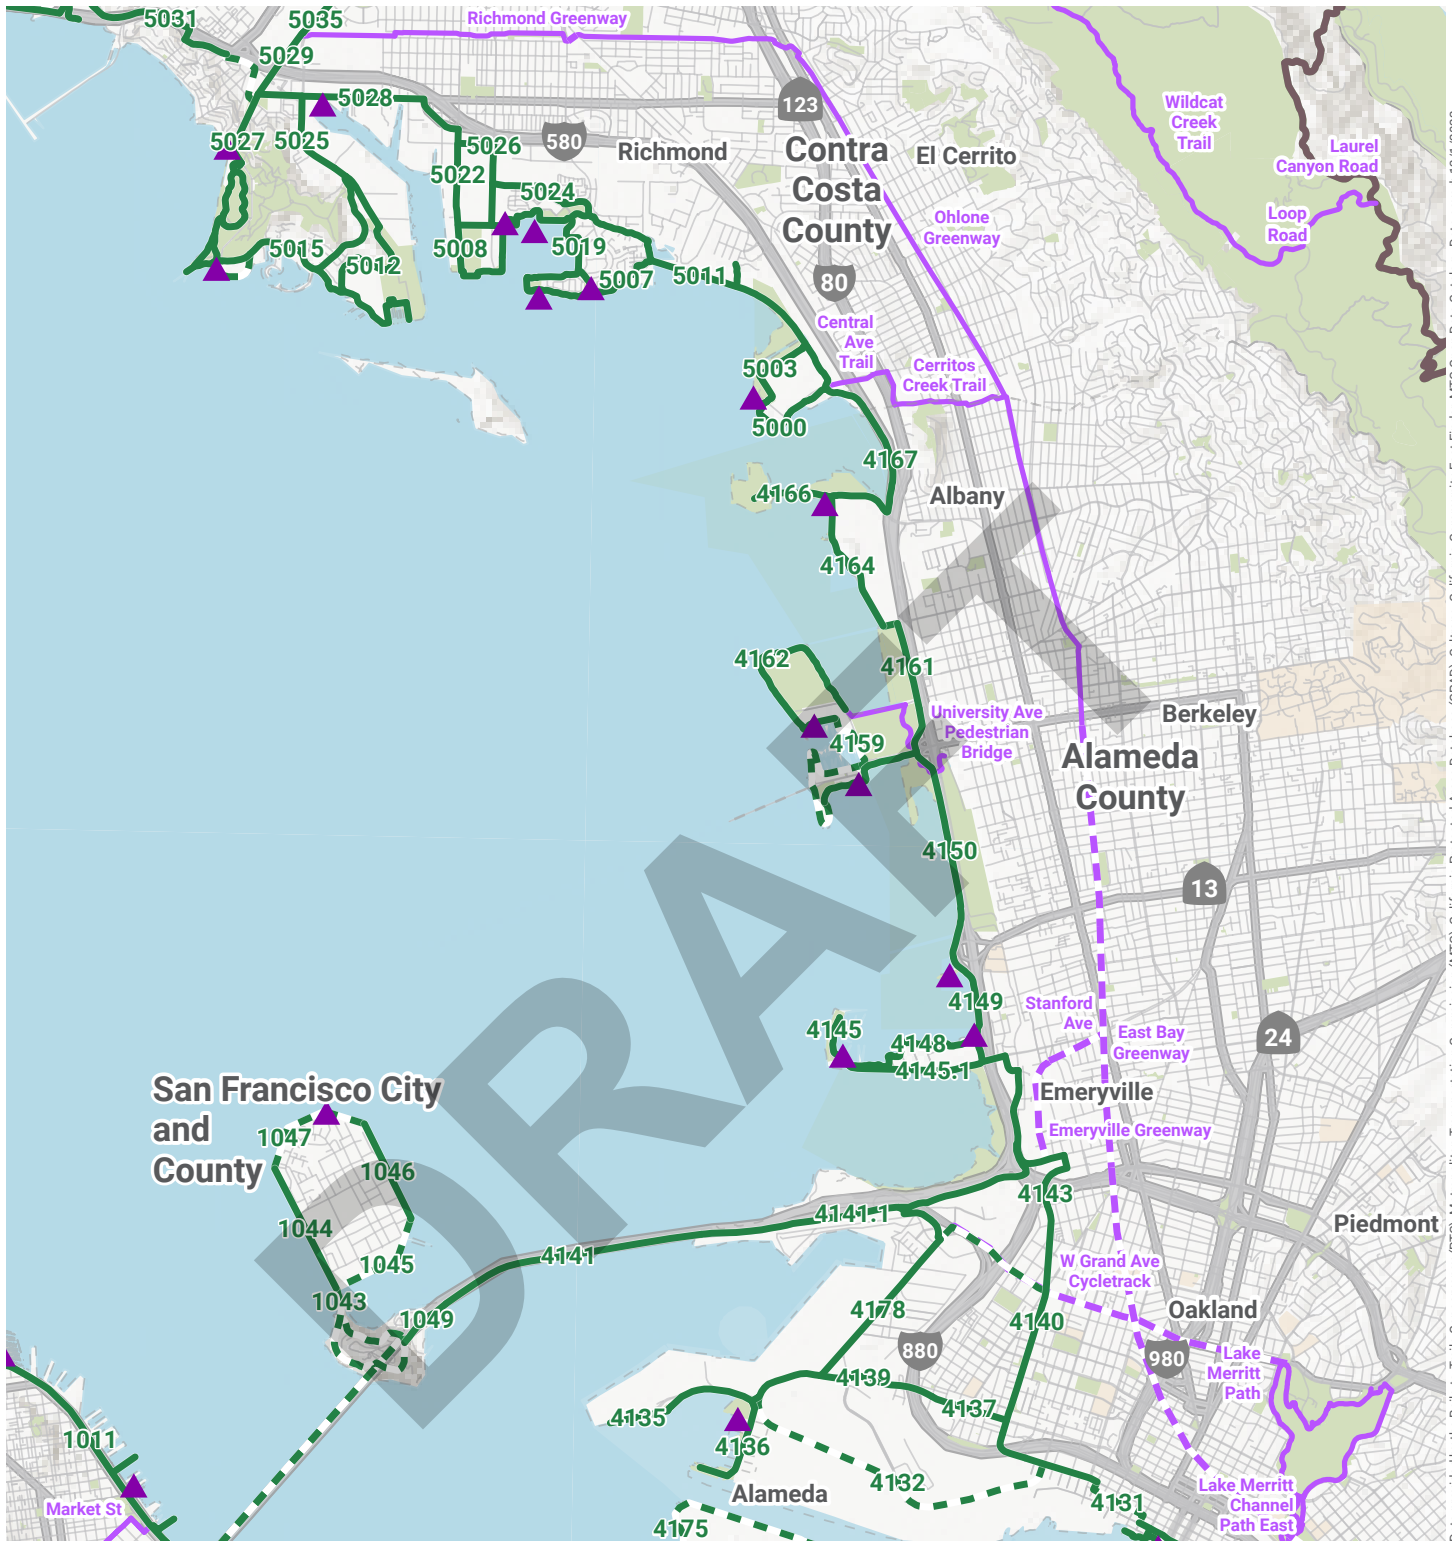 5031
5035
Richmond Greenway
5029
5028
123
5027
5025
5026
580
Richmond
Contra
Costa
County
El Cerrito
Wildcat
Creek
Trail
Laurel
Canyon Road
5022
5024
Ohlone
Greenway
Loop
Road
5015
5012
5008
5019
5007
5011
80
Central
Ave
Trail
Cerritos
Creek Trail
5003
5000
4167
4166
Albany
4164
4162
4161
University Ave
Pedestrian
Bridge
Berkeley
4159
Alameda
County
4150
13
DRAFT
4149
Stanford
Ave
East Bay
Greenway
24
4145
4148
4145.1
Emeryville
Emeryville Greenway
San Francisco City
and
County
1047
1046
1044
1045
1043
1049
4141
4141.1
4143
Piedmont
W Grand Ave
Cycletrack
4178
4140
Oakland
880
980
Lake
Merritt
Path
4139
4137
4135
4136
1011
4132
Alameda
Market St
4131
4175
Lake Merritt
Channel
Path East